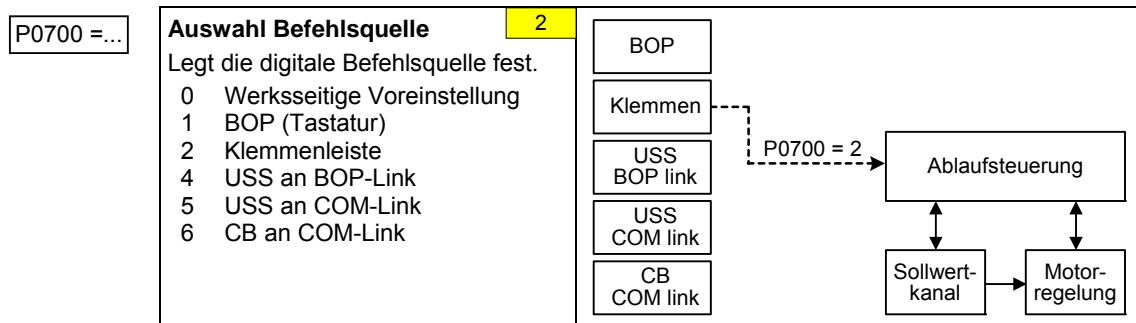 P0700 =...
Auswahl Befehlsquelle 2
Legt die digitale Befehlsquelle fest.
0 Werksseitige Voreinstellung
1 BOP (Tastatur)
2 Klemmenleiste
4 USS an BOP-Link
5 USS an COM-Link
6 CB an COM-Link
BOP
Klemmen
USS
BOP link
USS
COM link
CB
COM link
P0700 = 2
Ablaufsteuerung
Sollwert-
kanal
Motor-
regelung